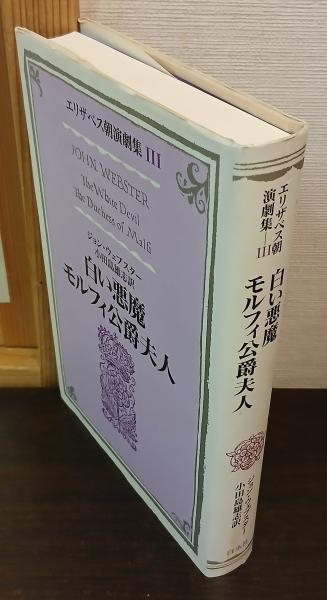 エリザベス朝演劇集 III
JOHN WEBSTER
The White Devil
The Duchess of Malfi
ジョン・ウェブスター
小田島雄志訳
白い悪魔
モルフィ公爵夫人
エリザベス朝
演劇集―III
白い悪魔
モルフィ公爵夫人
ジョン・ウェブスター
小田島雄志訳
白水社